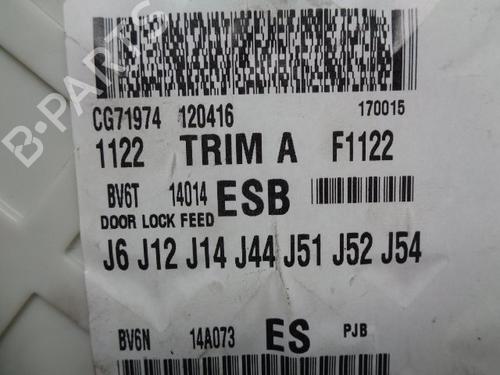 B-PARTS
CG71974 120416 170015
1122 TRIM A F1122
BV6T 14014 ESB
DOOR LOCK FEED
J6 J12 J14 J44 J51 J52 J54
BV6N 14A073 ES PJB